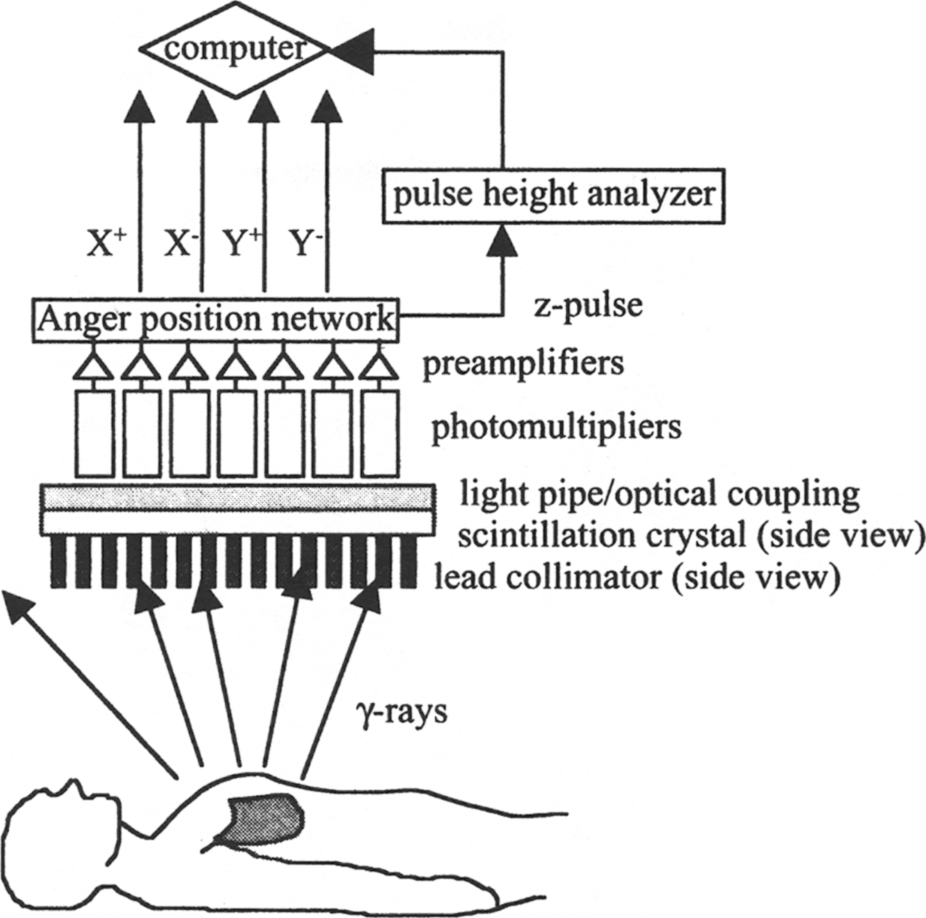 computer
pulse height analyzer
X⁺ X⁻ Y⁺ Y⁻
z-pulse
Anger position network
preamplifiers
photomultipliers
light pipe/optical coupling
scintillation crystal (side view)
lead collimator (side view)
γ-rays